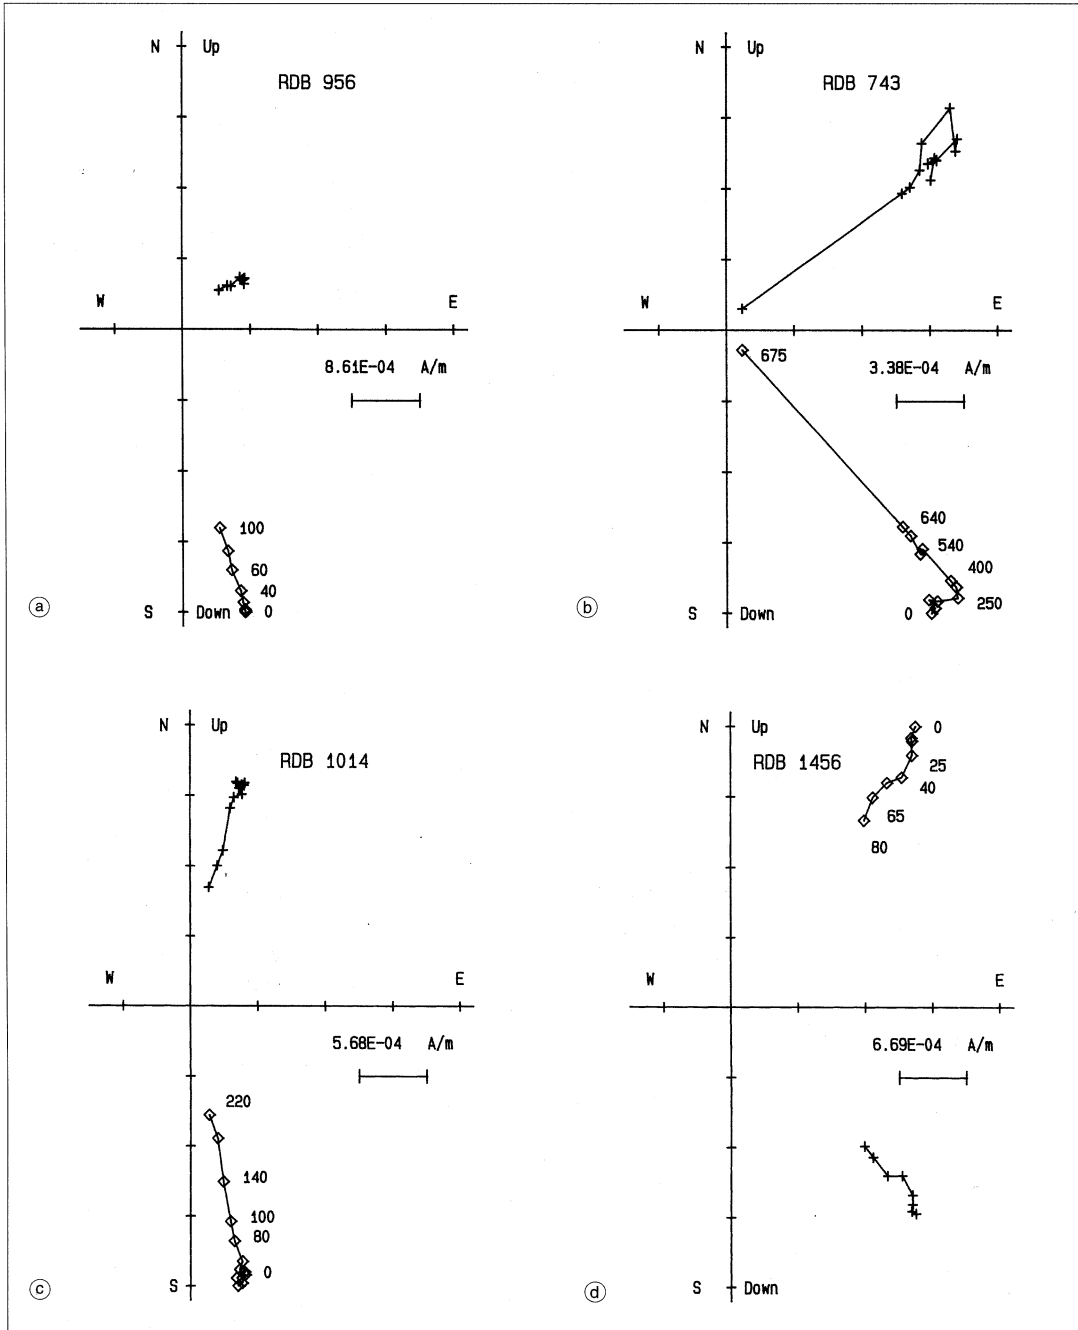 N Up
RDB 956
W E
8.61E-04 A/m
100
60
40
S Down 0
a
N Up
RDB 743
W E
675
3.38E-04 A/m
640
540
400
250
S Down 0
b
N Up
RDB 1014
W E
5.68E-04 A/m
220
140
100
80
0
S
c
N Up 0
RDB 1456
25
40
65
80
W E
6.69E-04 A/m
S Down
d